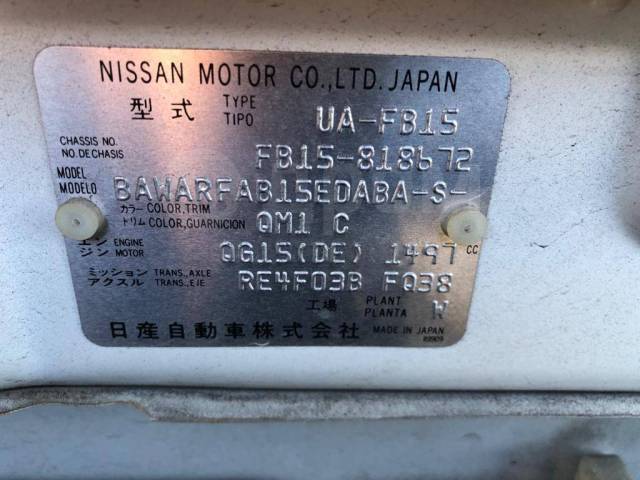 NISSAN MOTOR CO.,LTD.JAPAN
型式 TYPE TIPO UA-FB15
CHASSIS NO. NO.DE CHASIS FB15-818672
MODEL MODELO BAWARFAB15EDABA-S-
カラー COLOR,TRIM トリム COLOR,GUARNICION QM1 C
エンジン ENGINE MOTOR QG15(DE) 1497 CC
ミッション アクスル TRANS.,AXLE TRANS.,EJE RE4F03B FQ38
工場 PLANT PLANTA W
日産自動車株式会社 MADE IN JAPAN